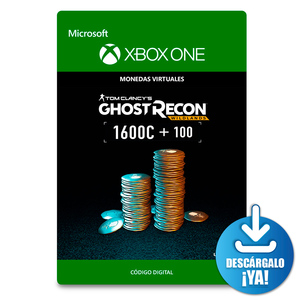 Microsoft
XBOX ONE
MONEDAS VIRTUALES
TOM CLANCY'S
GHOST RECON
WILDLANDS
1600C + 100
CÓDIGO DIGITAL
DESCÁRGALO
¡YA!